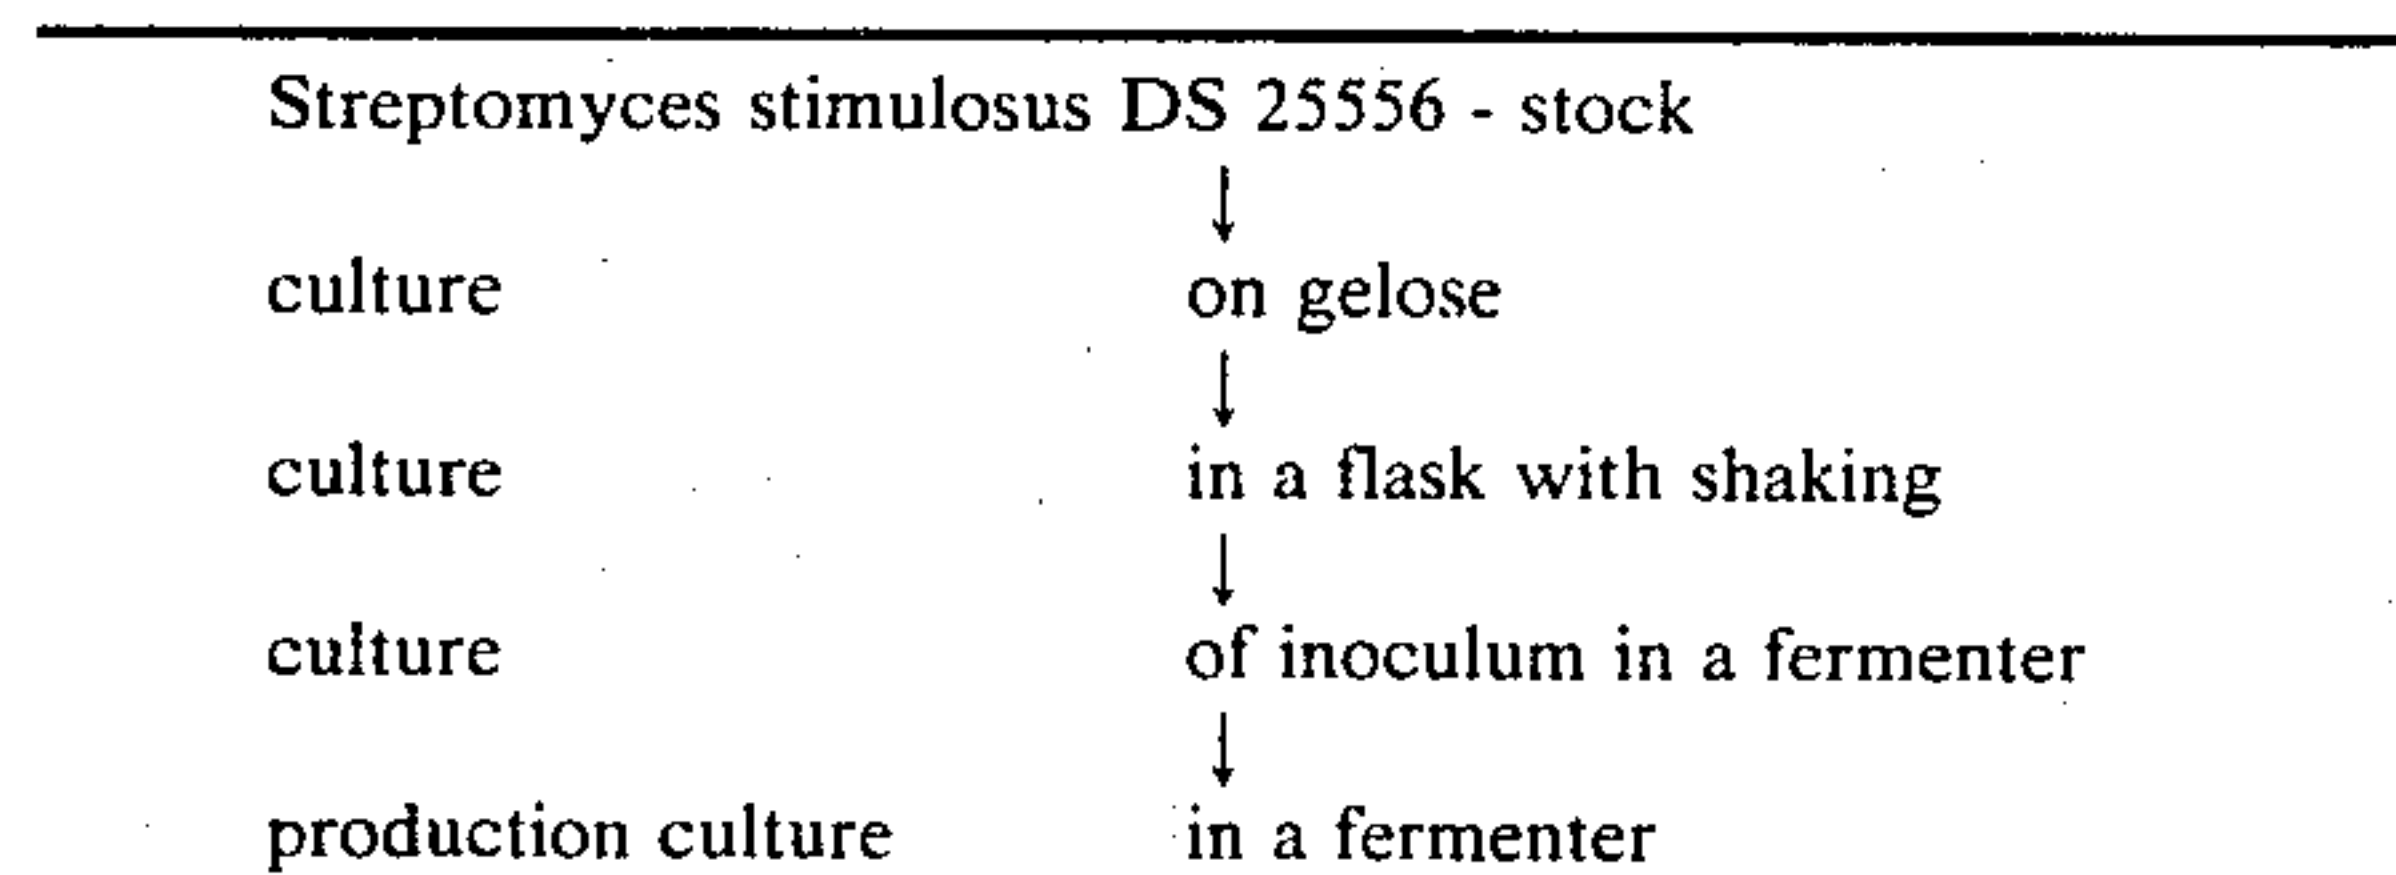 Streptomyces stimulosus DS 25556 - stock
↓
culture on gelose
↓
culture in a flask with shaking
↓
culture of inoculum in a fermenter
↓
production culture in a fermenter